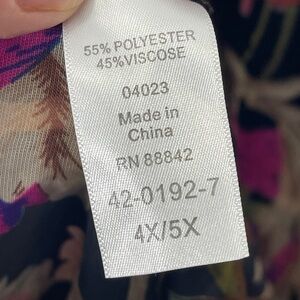 55% POLYESTER
45%VISCOSE
04023
Made in
China
RN 88842
42-0192-7
4X/5X